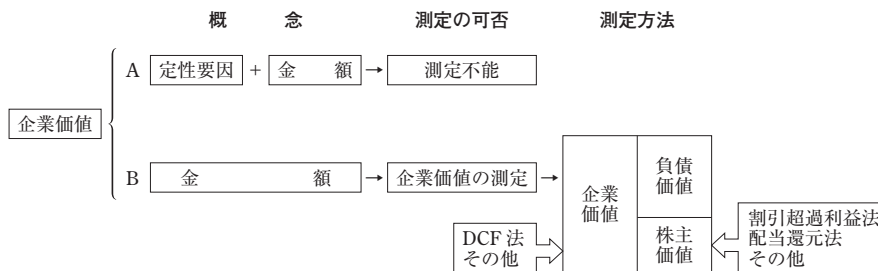 概　念　測定の可否　測定方法
A 定性要因 + 金　額 → 測定不能
企業価値
B 金　額 → 企業価値の測定 →
企業
価値
負債
価値
株主
価値
DCF 法
その他
割引超過利益法
配当還元法
その他